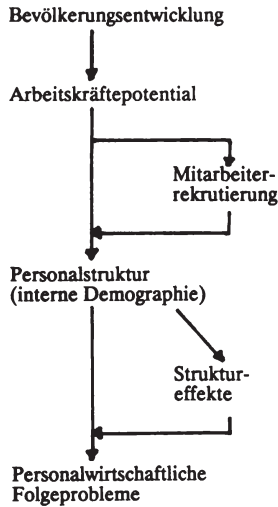 Bevölkerungsentwicklung
Arbeitskräftepotential
Mitarbeiter-
rekrutierung
Personalstruktur
(interne Demographie)
Struktur-
effekte
Personalwirtschaftliche
Folgeprobleme